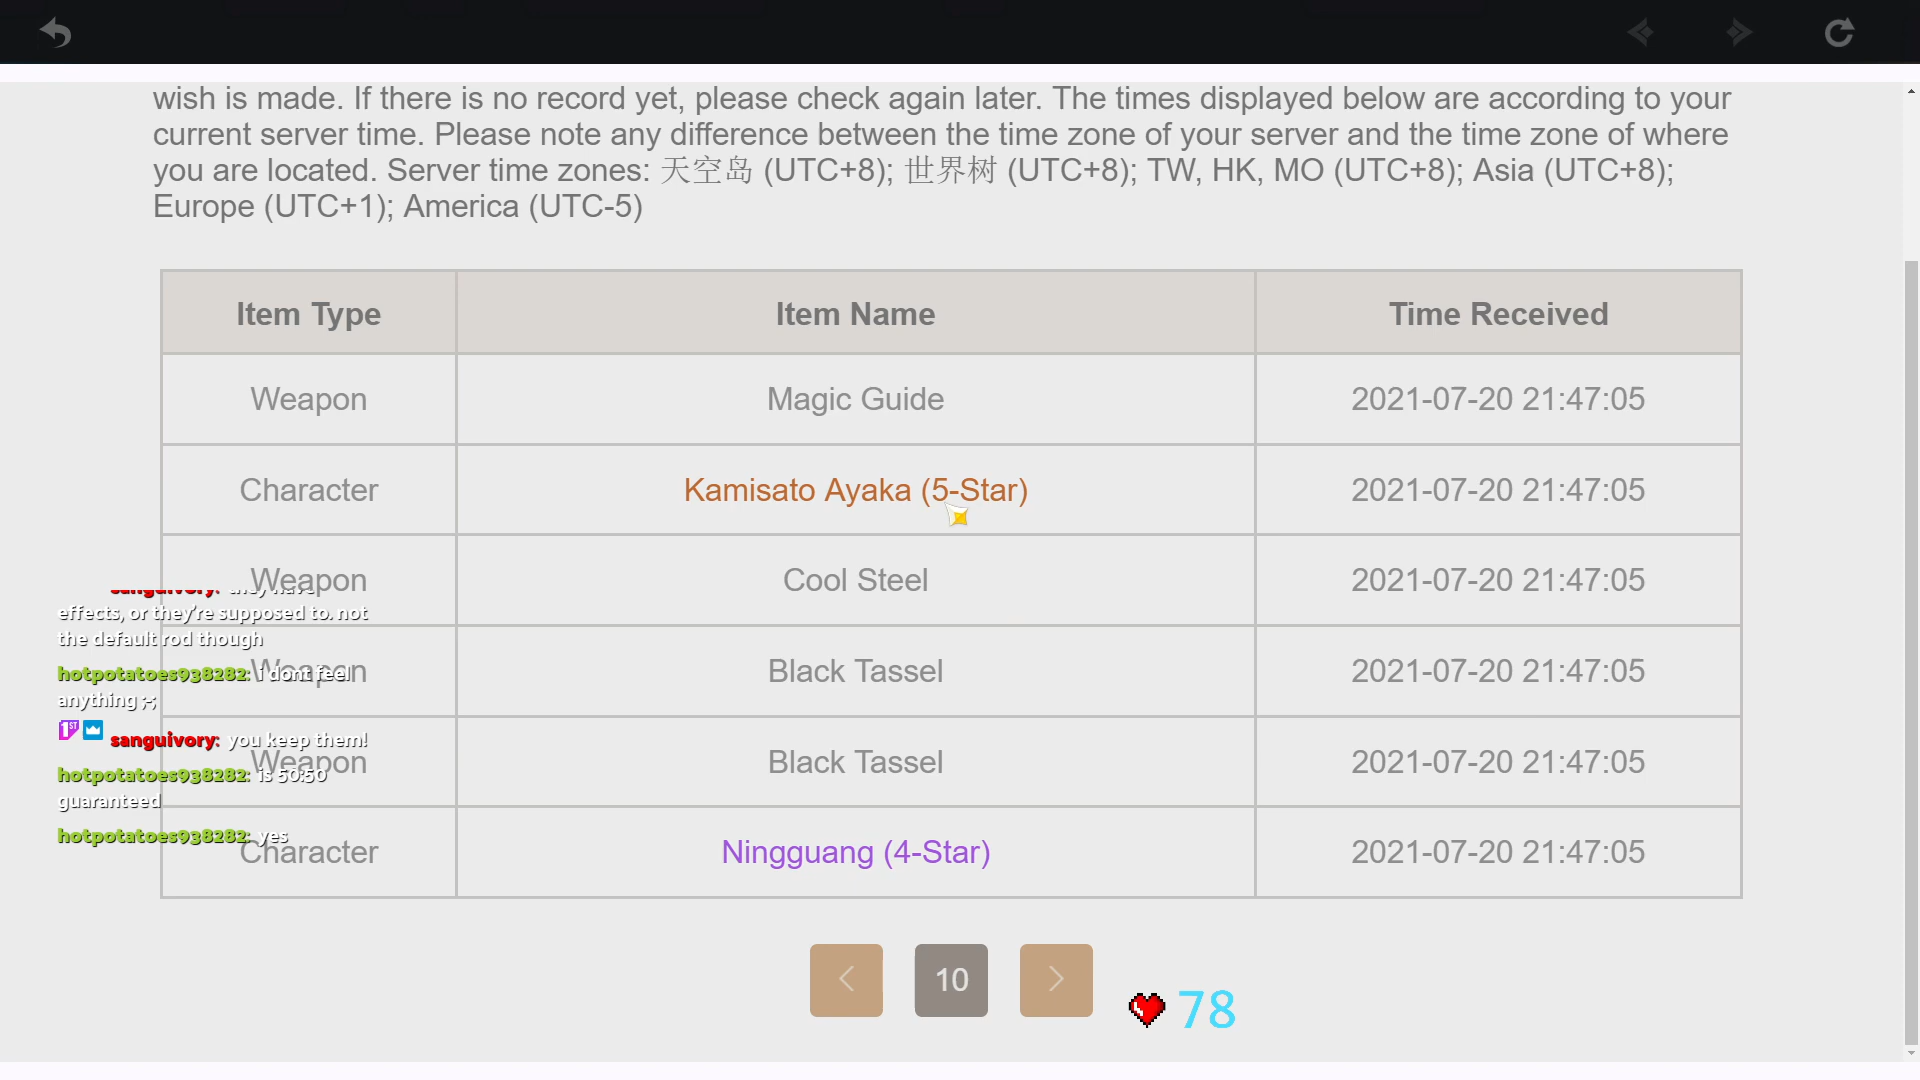 wish is made. If there is no record yet, please check again later. The times displayed below are according to your
current server time. Please note any difference between the time zone of your server and the time zone of where
you are located. Server time zones: 天空岛 (UTC+8); 世界树 (UTC+8); TW, HK, MO (UTC+8); Asia (UTC+8);
Europe (UTC+1); America (UTC-5)
Item Type Item Name Time Received
Weapon Magic Guide 2021-07-20 21:47:05
Character Kamisato Ayaka (5-Star) 2021-07-20 21:47:05
Weapon Cool Steel 2021-07-20 21:47:05
Weapon Black Tassel 2021-07-20 21:47:05
Weapon Black Tassel 2021-07-20 21:47:05
Character Ningguang (4-Star) 2021-07-20 21:47:05
sanguivory: they have
effects, or they're supposed to. not
the default rod though
hotpotatoes938282: i dont feel
anything ;-;
1ST sanguivory: you keep them!
hotpotatoes938282: is 50:50
guaranteed
hotpotatoes938282: yes
< 10 >
78